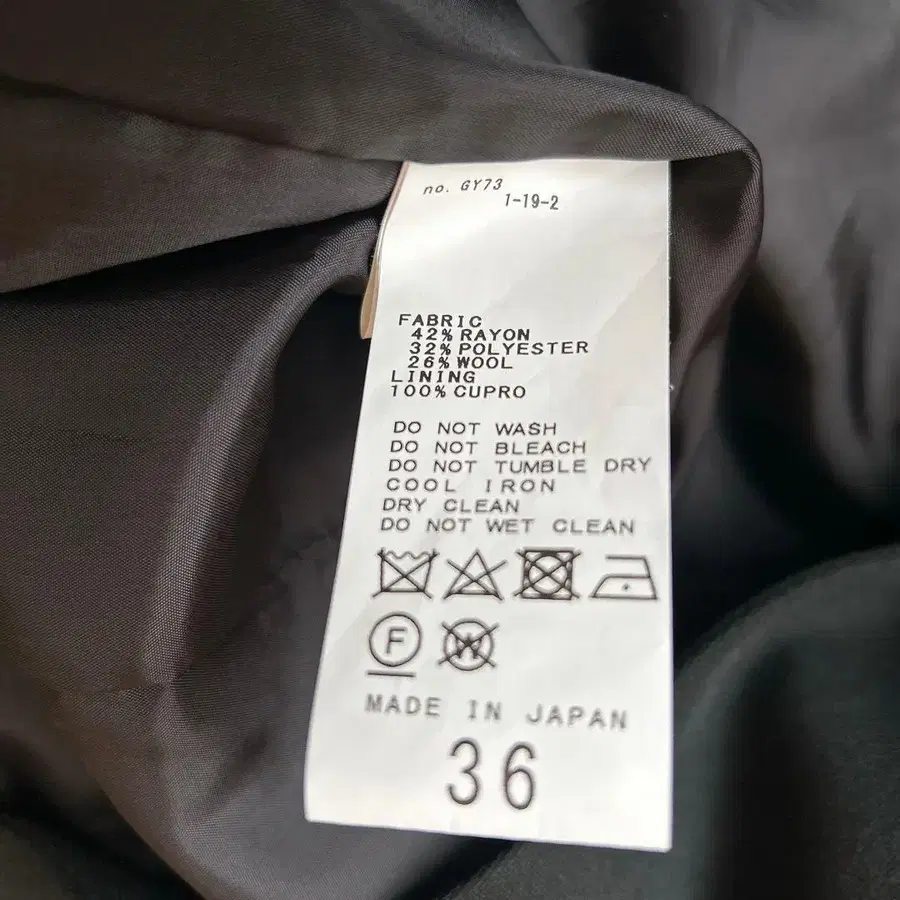 no. GY73
1-19-2
FABRIC
42% RAYON
32% POLYESTER
26% WOOL
LINING
100% CUPRO
DO NOT WASH
DO NOT BLEACH
DO NOT TUMBLE DRY
COOL IRON
DRY CLEAN
DO NOT WET CLEAN
F W
MADE IN JAPAN
36